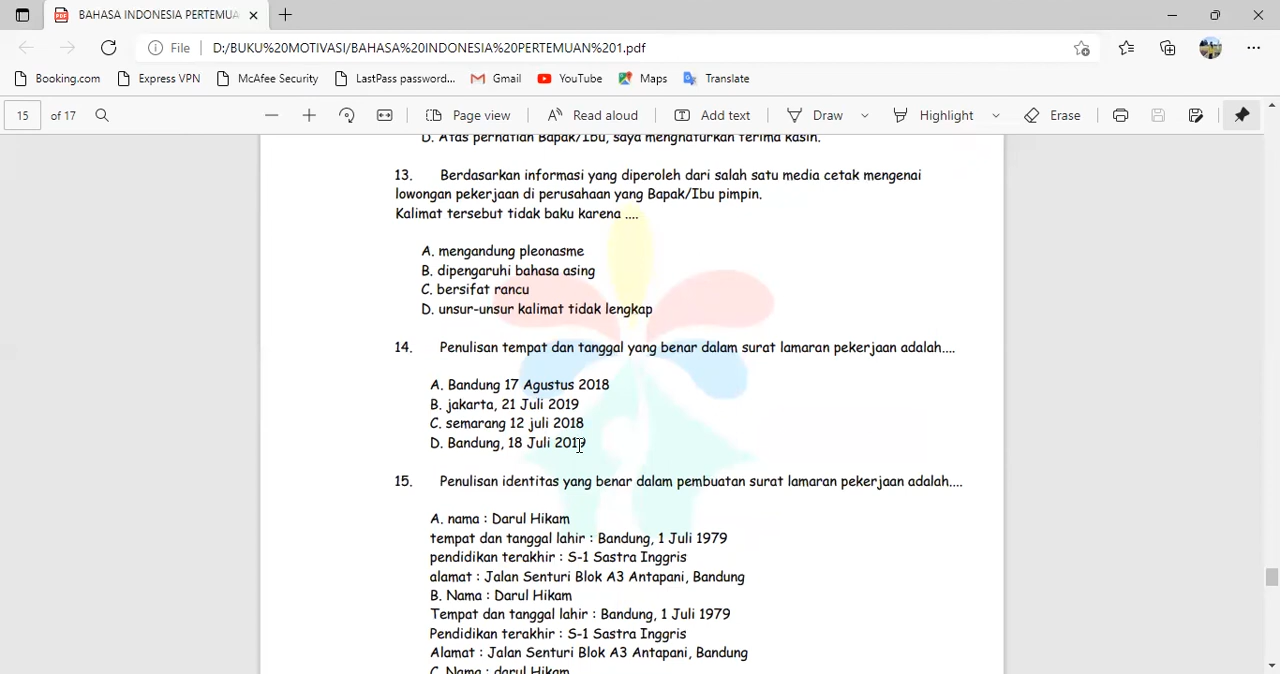 BAHASA INDONESIA PERTEMUA
File D:/BUKU%20MOTIVASI/BAHASA%20INDONESIA%20PERTEMUAN%201.pdf
Booking.com Express VPN McAfee Security LastPass password... Gmail YouTube Maps Translate
15 of 17 Page view Read aloud Add text Draw Highlight Erase
D. Atas perhatian Bapak/Ibu, saya menghaturkan terima kasih.
13. Berdasarkan informasi yang diperoleh dari salah satu media cetak mengenai
lowongan pekerjaan di perusahaan yang Bapak/Ibu pimpin.
Kalimat tersebut tidak baku karena ....
A. mengandung pleonasme
B. dipengaruhi bahasa asing
C. bersifat rancu
D. unsur-unsur kalimat tidak lengkap
14. Penulisan tempat dan tanggal yang benar dalam surat lamaran pekerjaan adalah....
A. Bandung 17 Agustus 2018
B. jakarta, 21 Juli 2019
C. semarang 12 juli 2018
D. Bandung, 18 Juli 2019
15. Penulisan identitas yang benar dalam pembuatan surat lamaran pekerjaan adalah....
A. nama : Darul Hikam
tempat dan tanggal lahir : Bandung, 1 Juli 1979
pendidikan terakhir : S-1 Sastra Inggris
alamat : Jalan Senturi Blok A3 Antapani, Bandung
B. Nama : Darul Hikam
Tempat dan tanggal lahir : Bandung, 1 Juli 1979
Pendidikan terakhir : S-1 Sastra Inggris
Alamat : Jalan Senturi Blok A3 Antapani, Bandung
C. Nama : darul Hikam